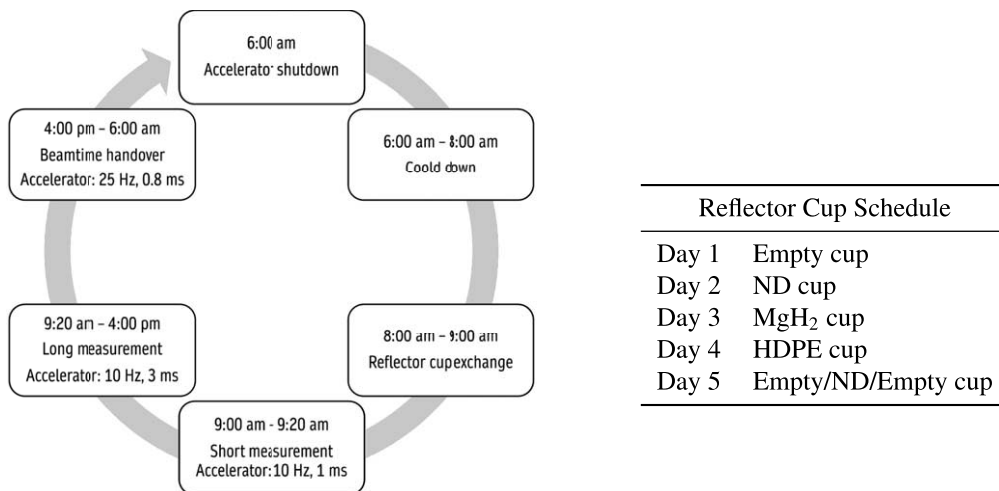 6:00 am
Accelerator shutdown
6:00 am – 8:00 am
Coold down
8:00 am – 9:00 am
Reflector cup exchange
9:00 am - 9:20 am
Short measurement
Accelerator: 10 Hz, 1 ms
9:20 am – 4:00 pm
Long measurement
Accelerator: 10 Hz, 3 ms
4:00 pm – 6:00 am
Beamtime handover
Accelerator: 25 Hz, 0.8 ms
Reflector Cup Schedule
Day 1 Empty cup
Day 2 ND cup
Day 3 MgH₂ cup
Day 4 HDPE cup
Day 5 Empty/ND/Empty cup